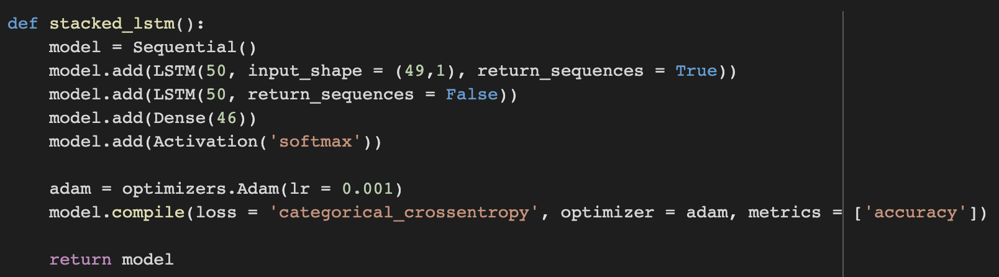 def stacked_lstm():
    model = Sequential()
    model.add(LSTM(50, input_shape = (49,1), return_sequences = True))
    model.add(LSTM(50, return_sequences = False))
    model.add(Dense(46))
    model.add(Activation('softmax'))

    adam = optimizers.Adam(lr = 0.001)
    model.compile(loss = 'categorical_crossentropy', optimizer = adam, metrics = ['accuracy'])

    return model